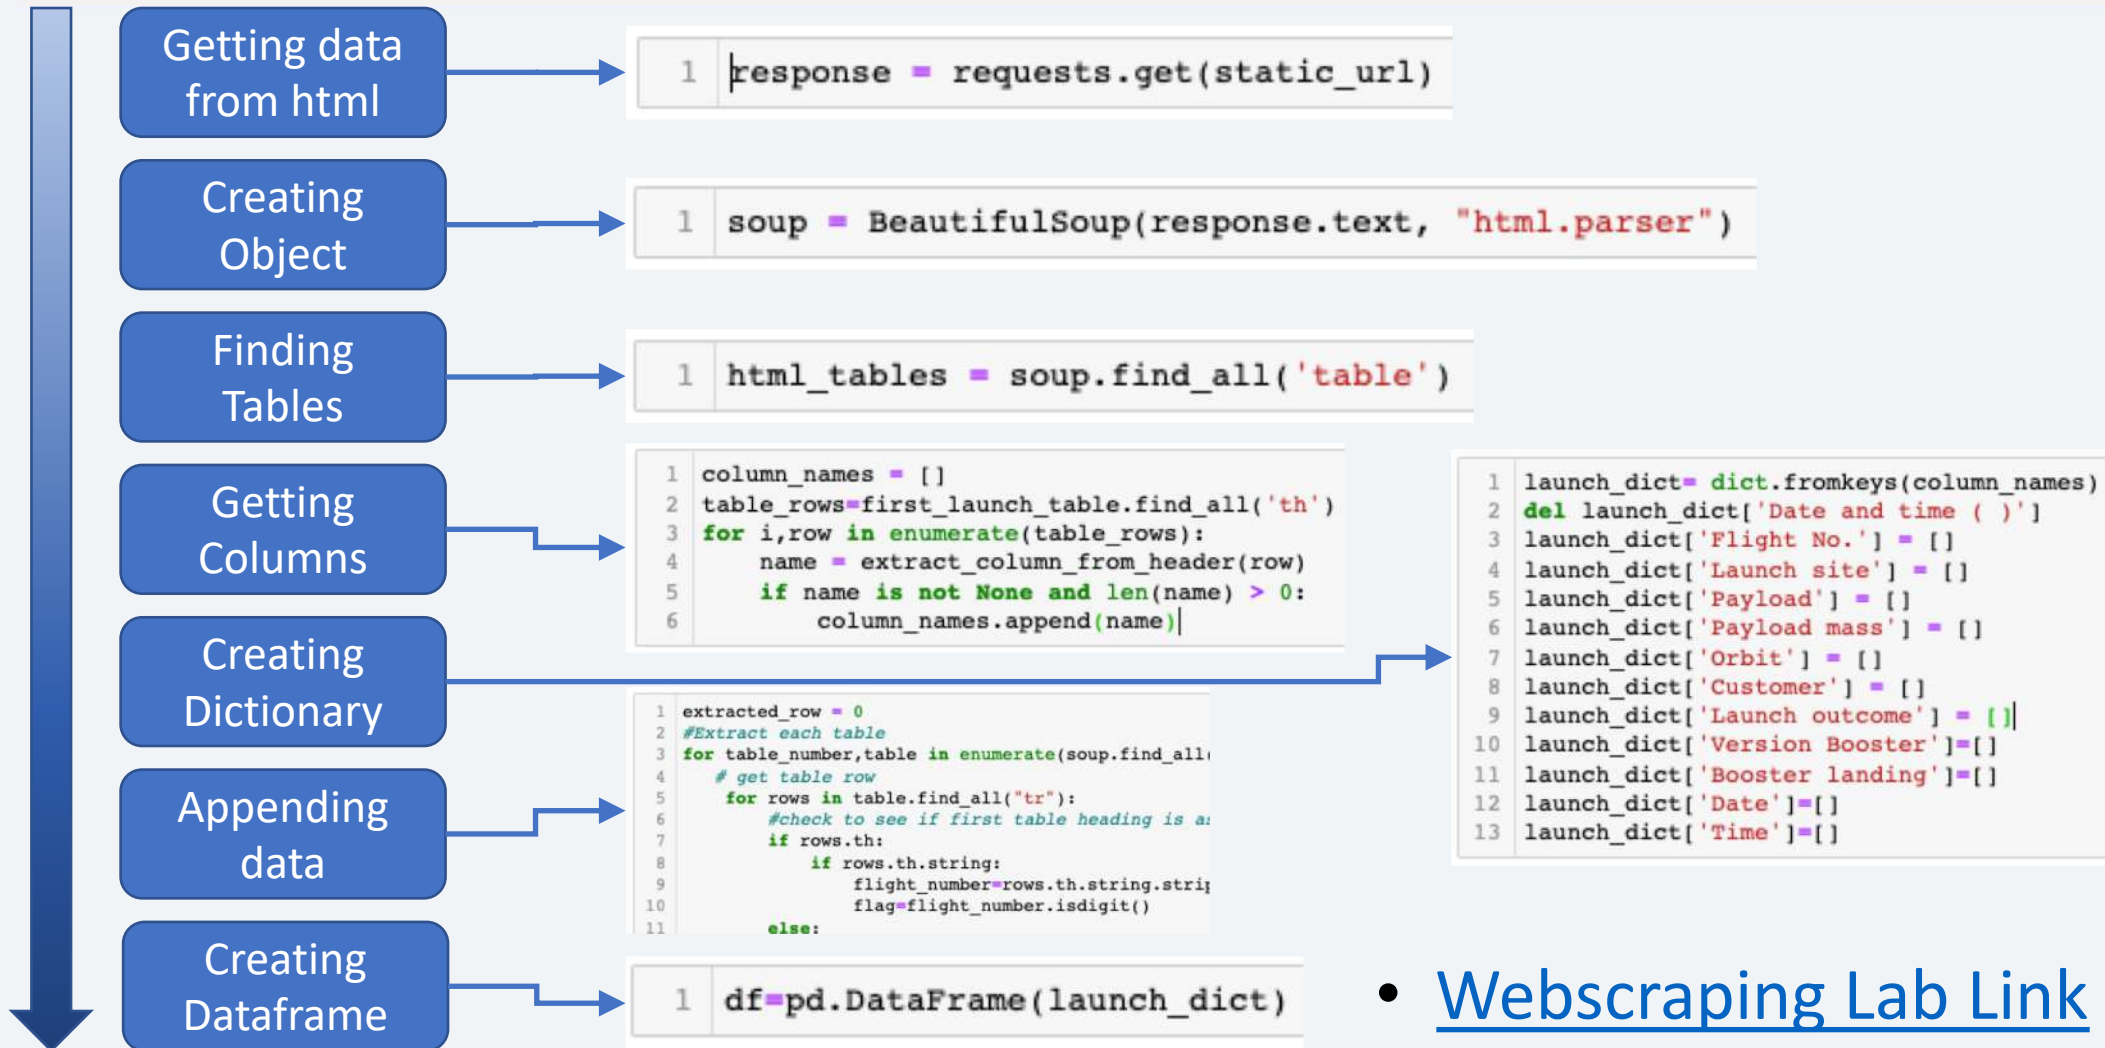 Getting data
from html
1 response = requests.get(static_url)
Creating
Object
1 soup = BeautifulSoup(response.text, "html.parser")
Finding
Tables
1 html_tables = soup.find_all('table')
Getting
Columns
1 column_names = []
2 table_rows=first_launch_table.find_all('th')
3 for i,row in enumerate(table_rows):
4 name = extract_column_from_header(row)
5 if name is not None and len(name) > 0:
6 column_names.append(name)
Creating
Dictionary
1 launch_dict= dict.fromkeys(column_names)
2 del launch_dict['Date and time ( )']
3 launch_dict['Flight No.'] = []
4 launch_dict['Launch site'] = []
5 launch_dict['Payload'] = []
6 launch_dict['Payload mass'] = []
7 launch_dict['Orbit'] = []
8 launch_dict['Customer'] = []
9 launch_dict['Launch outcome'] = []
10 launch_dict['Version Booster']=[]
11 launch_dict['Booster landing']=[]
12 launch_dict['Date']=[]
13 launch_dict['Time']=[]
Appending
data
1 extracted_row = 0
2 #Extract each table
3 for table_number,table in enumerate(soup.find_all(
4 # get table row
5 for rows in table.find_all("tr"):
6 #check to see if first table heading is
7 if rows.th:
8 if rows.th.string:
9 flight_number=rows.th.string.strip
10 flag=flight_number.isdigit()
11 else:
Creating
Dataframe
1 df=pd.DataFrame(launch_dict)
• Webscraping Lab Link